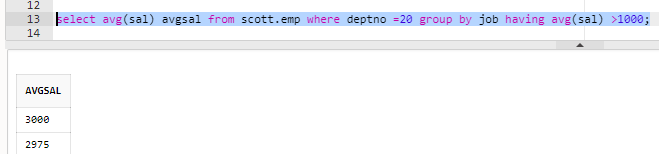 12
13 select avg(sal) avgsal from scott.emp where deptno =20 group by job having avg(sal) >1000;
14
AVGSAL
3000
2975